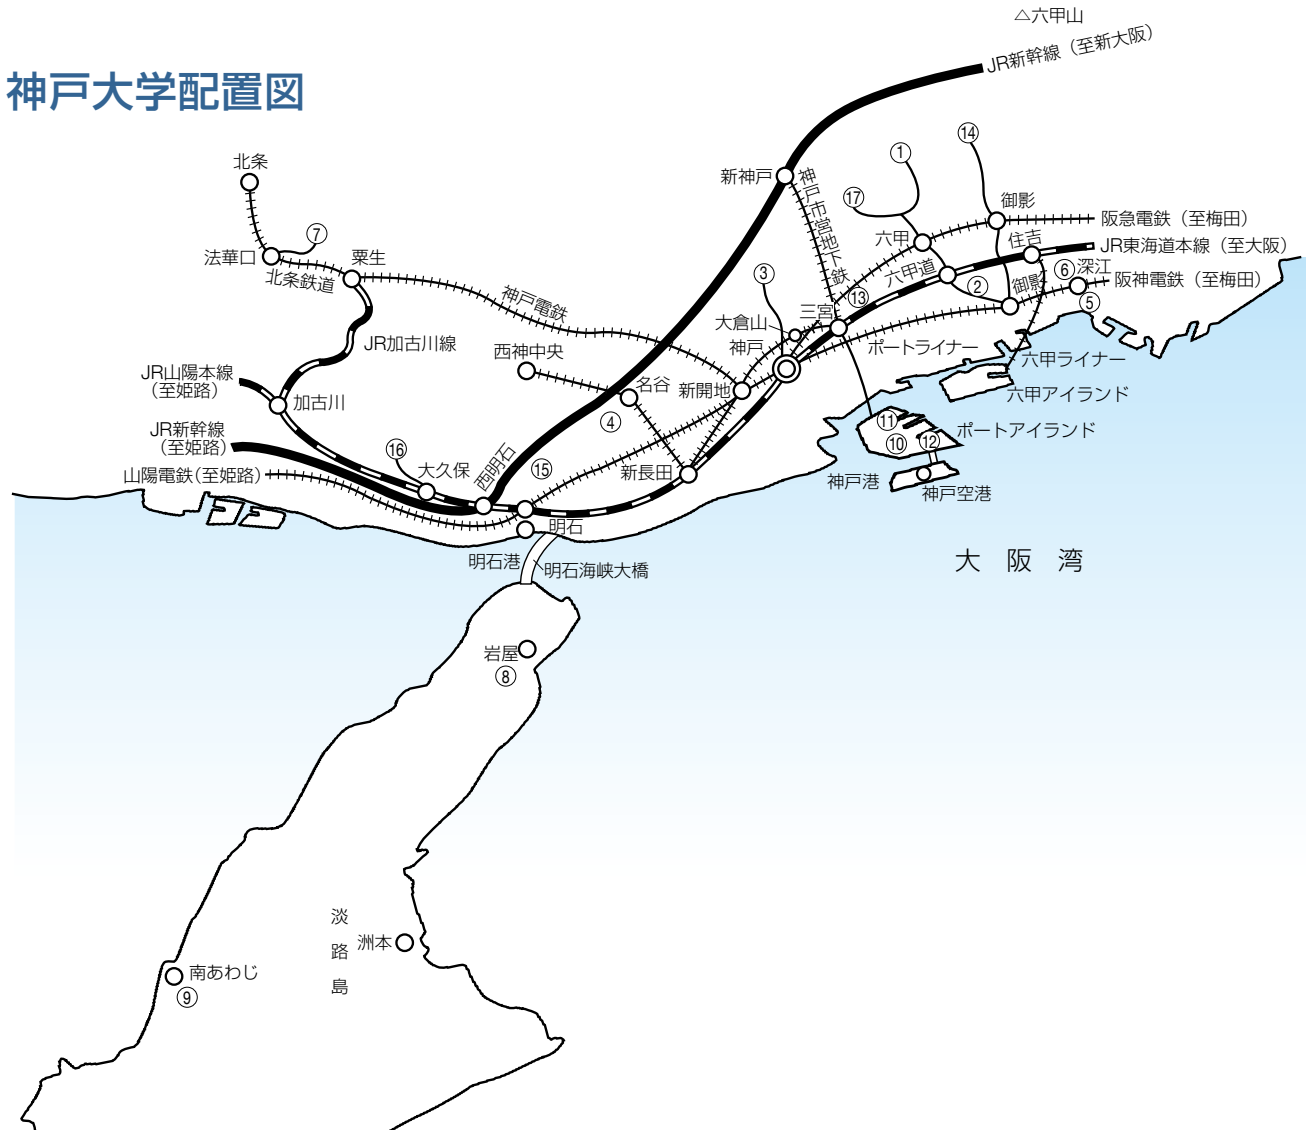 △六甲山
JR新幹線（至新大阪）
神戸大学配置図
⑭
①
北条
新神戸
神戸市営地下鉄
⑰
御影
阪急電鉄（至梅田）
⑦
六甲
住吉
JR東海道本線（至大阪）
法華口
粟生
北条鉄道
③
六甲道
⑥
深江
②
御影
阪神電鉄（至梅田）
⑤
神戸電鉄
⑬
三宮
大倉山
神戸
ポートライナー
JR加古川線
西神中央
六甲ライナー
JR山陽本線
（至姫路）
名谷
新開地
六甲アイランド
加古川
④
⑪
ポートアイランド
JR新幹線
（至姫路）
⑩
⑫
⑯
大久保
西明石
⑮
新長田
山陽電鉄（至姫路）
神戸港
神戸空港
明石
明石港
明石海峡大橋
大阪湾
岩屋
⑧
淡路島
洲本
南あわじ
⑨